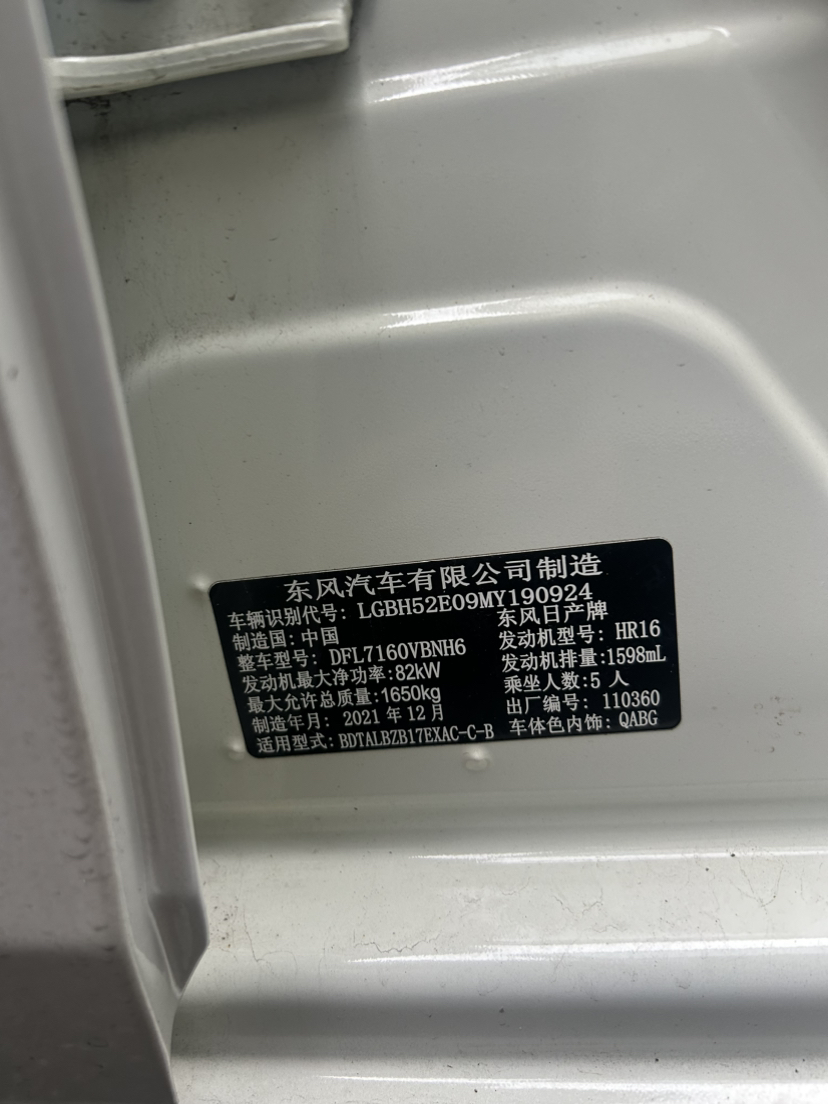 东风汽车有限公司制造
车辆识别代号: LGBH52E09MY190924
制造国: 中国 东风日产牌
整车型号: DFL7160VBNH6 发动机型号: HR16
发动机最大净功率:82kW 发动机排量:1598mL
最大允许总质量:1650kg 乘坐人数:5 人
制造年月: 2021 年 12 月 出厂编号: 110360
适用型式: BDTALBZB17EXAC-C-B 车体色内饰: QABG